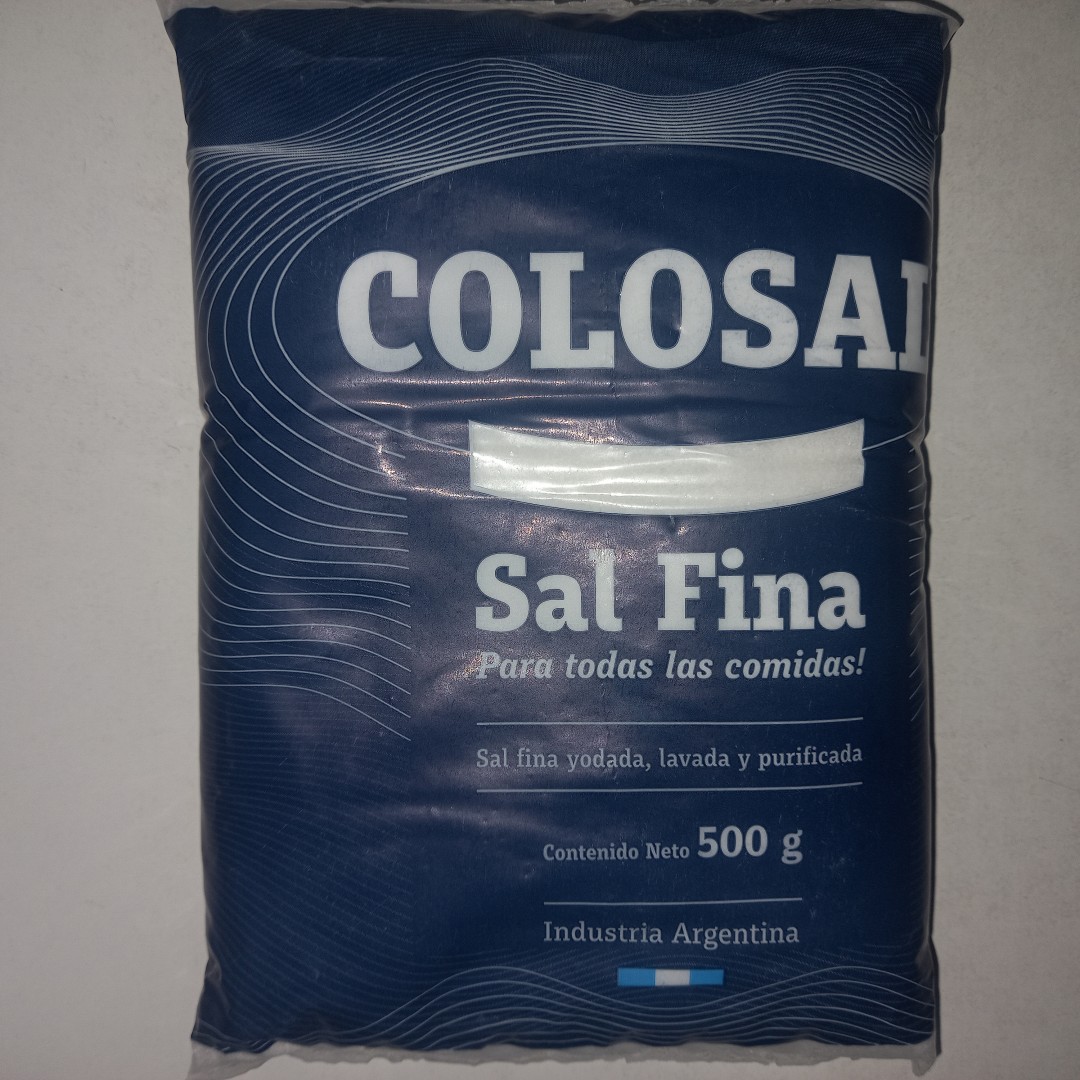 COLOSAL
Sal Fina
Para todas las comidas!
Sal fina yodada, lavada y purificada
Contenido Neto 500 g
Industria Argentina